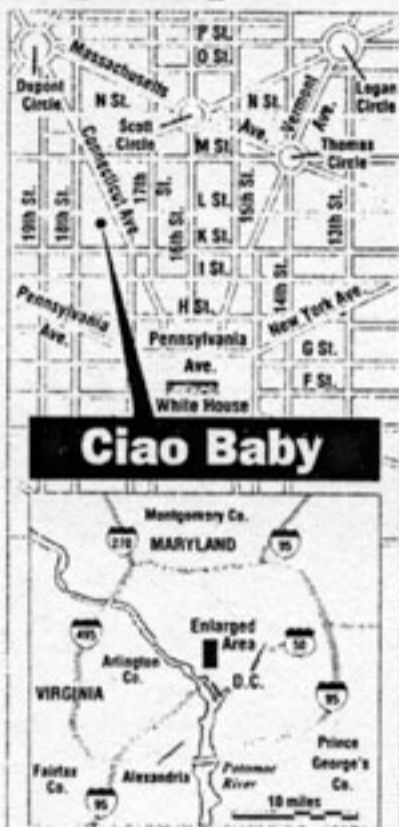 P St.
O St.
Massachusetts
Ave.
Dupont
Circle
N St.
Scott
Circle
N St.
Vermont
Ave.
Logan
Circle
Thomas
Circle
M St.
Connecticut Ave.
19th St.
18th St.
17th
St.
16th St.
15th St.
14th St.
13th St.
L St.
K St.
I St.
H St.
Pennsylvania
Ave.
Pennsylvania
Ave.
New York Ave.
G St.
F St.
White House
Ciao Baby
Montgomery Co.
MARYLAND
270
95
495
Enlarged
Area
50
Arlington
Co.
D.C.
VIRGINIA
95
Fairfax
Co.
Alexandria
Potomac
River
Prince
George's
Co.
95
10 miles